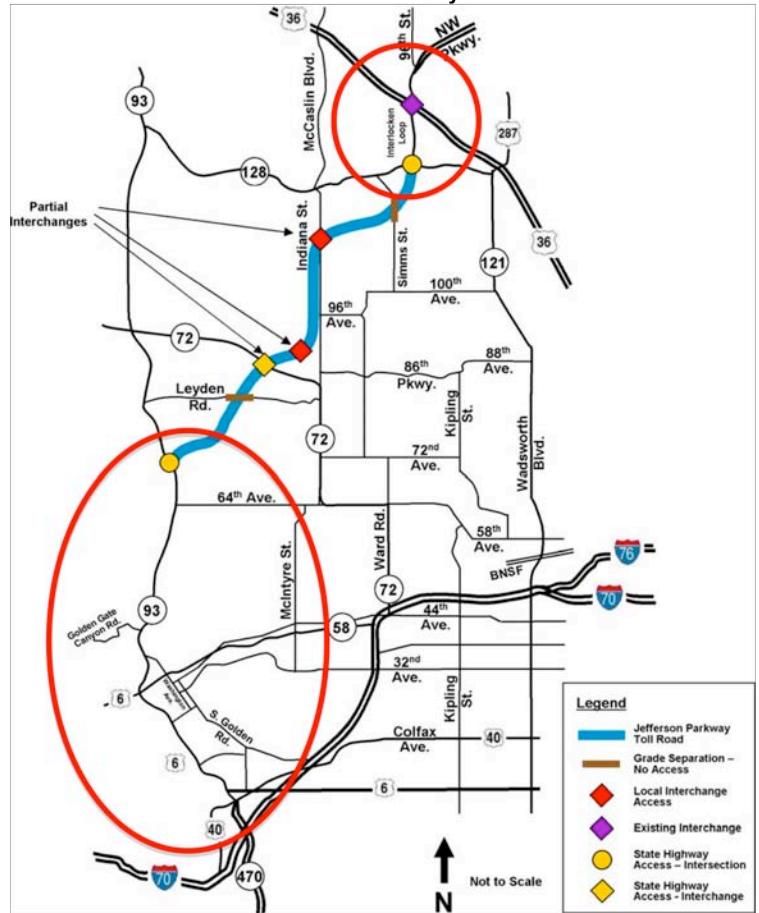 36
96th St.
NW
Pkwy.
McCaslin Blvd.
93
Interlocken
Loop
287
128
Partial
Interchanges
Indiana St.
Simms St.
36
121
100th
Ave.
96th
Ave.
72
88th
Ave.
86th
Pkwy.
Leyden
Rd.
Kipling
St.
Wadsworth
Blvd.
72
72nd
Ave.
64th Ave.
Ward Rd.
58th
Ave.
McIntyre St.
BNSF
76
70
72
93
44th
Ave.
58
Golden Gate
Canyon Rd.
32nd
Ave.
6
Washington
Ave.
S. Golden
Rd.
Kipling
St.
Colfax
Ave.
40
6
6
40
70
470
N
Not to Scale
Legend
Jefferson Parkway
Toll Road
Grade Separation –
No Access
Local Interchange
Access
Existing Interchange
State Highway
Access – Intersection
State Highway
Access - Interchange